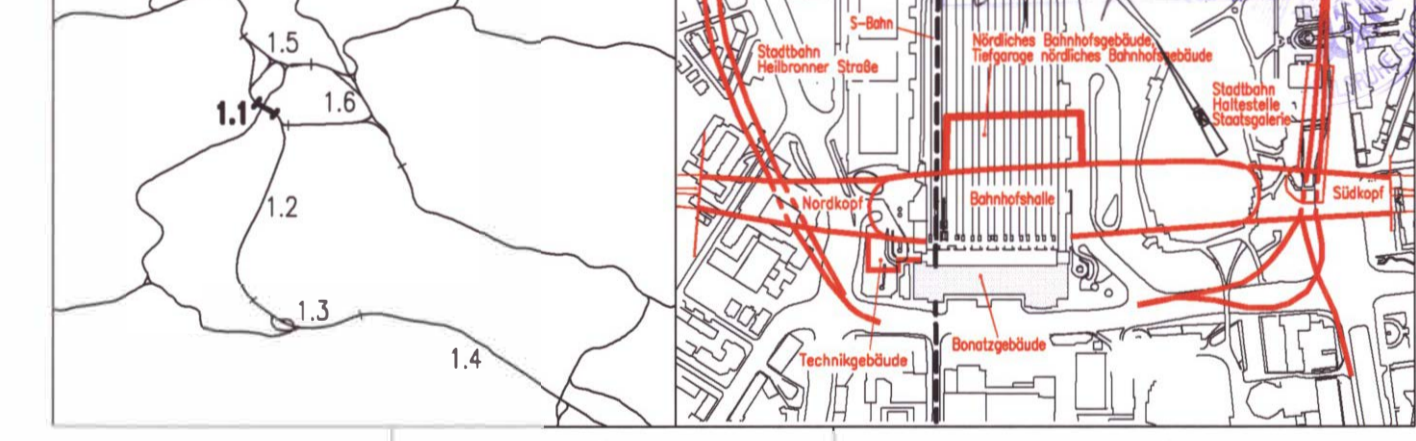 1.5
1.1
1.6
1.2
1.3
1.4
S-Bahn
Stadtbahn
Heilbronner Straße
Nördliches Bahnhofsgebäude,
Tiefgarage nördliches Bahnhofsgebäude
Stadtbahn
Haltestelle
Staatsgalerie
Nordkopf
Bahnhofshalle
Südkopf
Technikgebäude
Bonatzgebäude